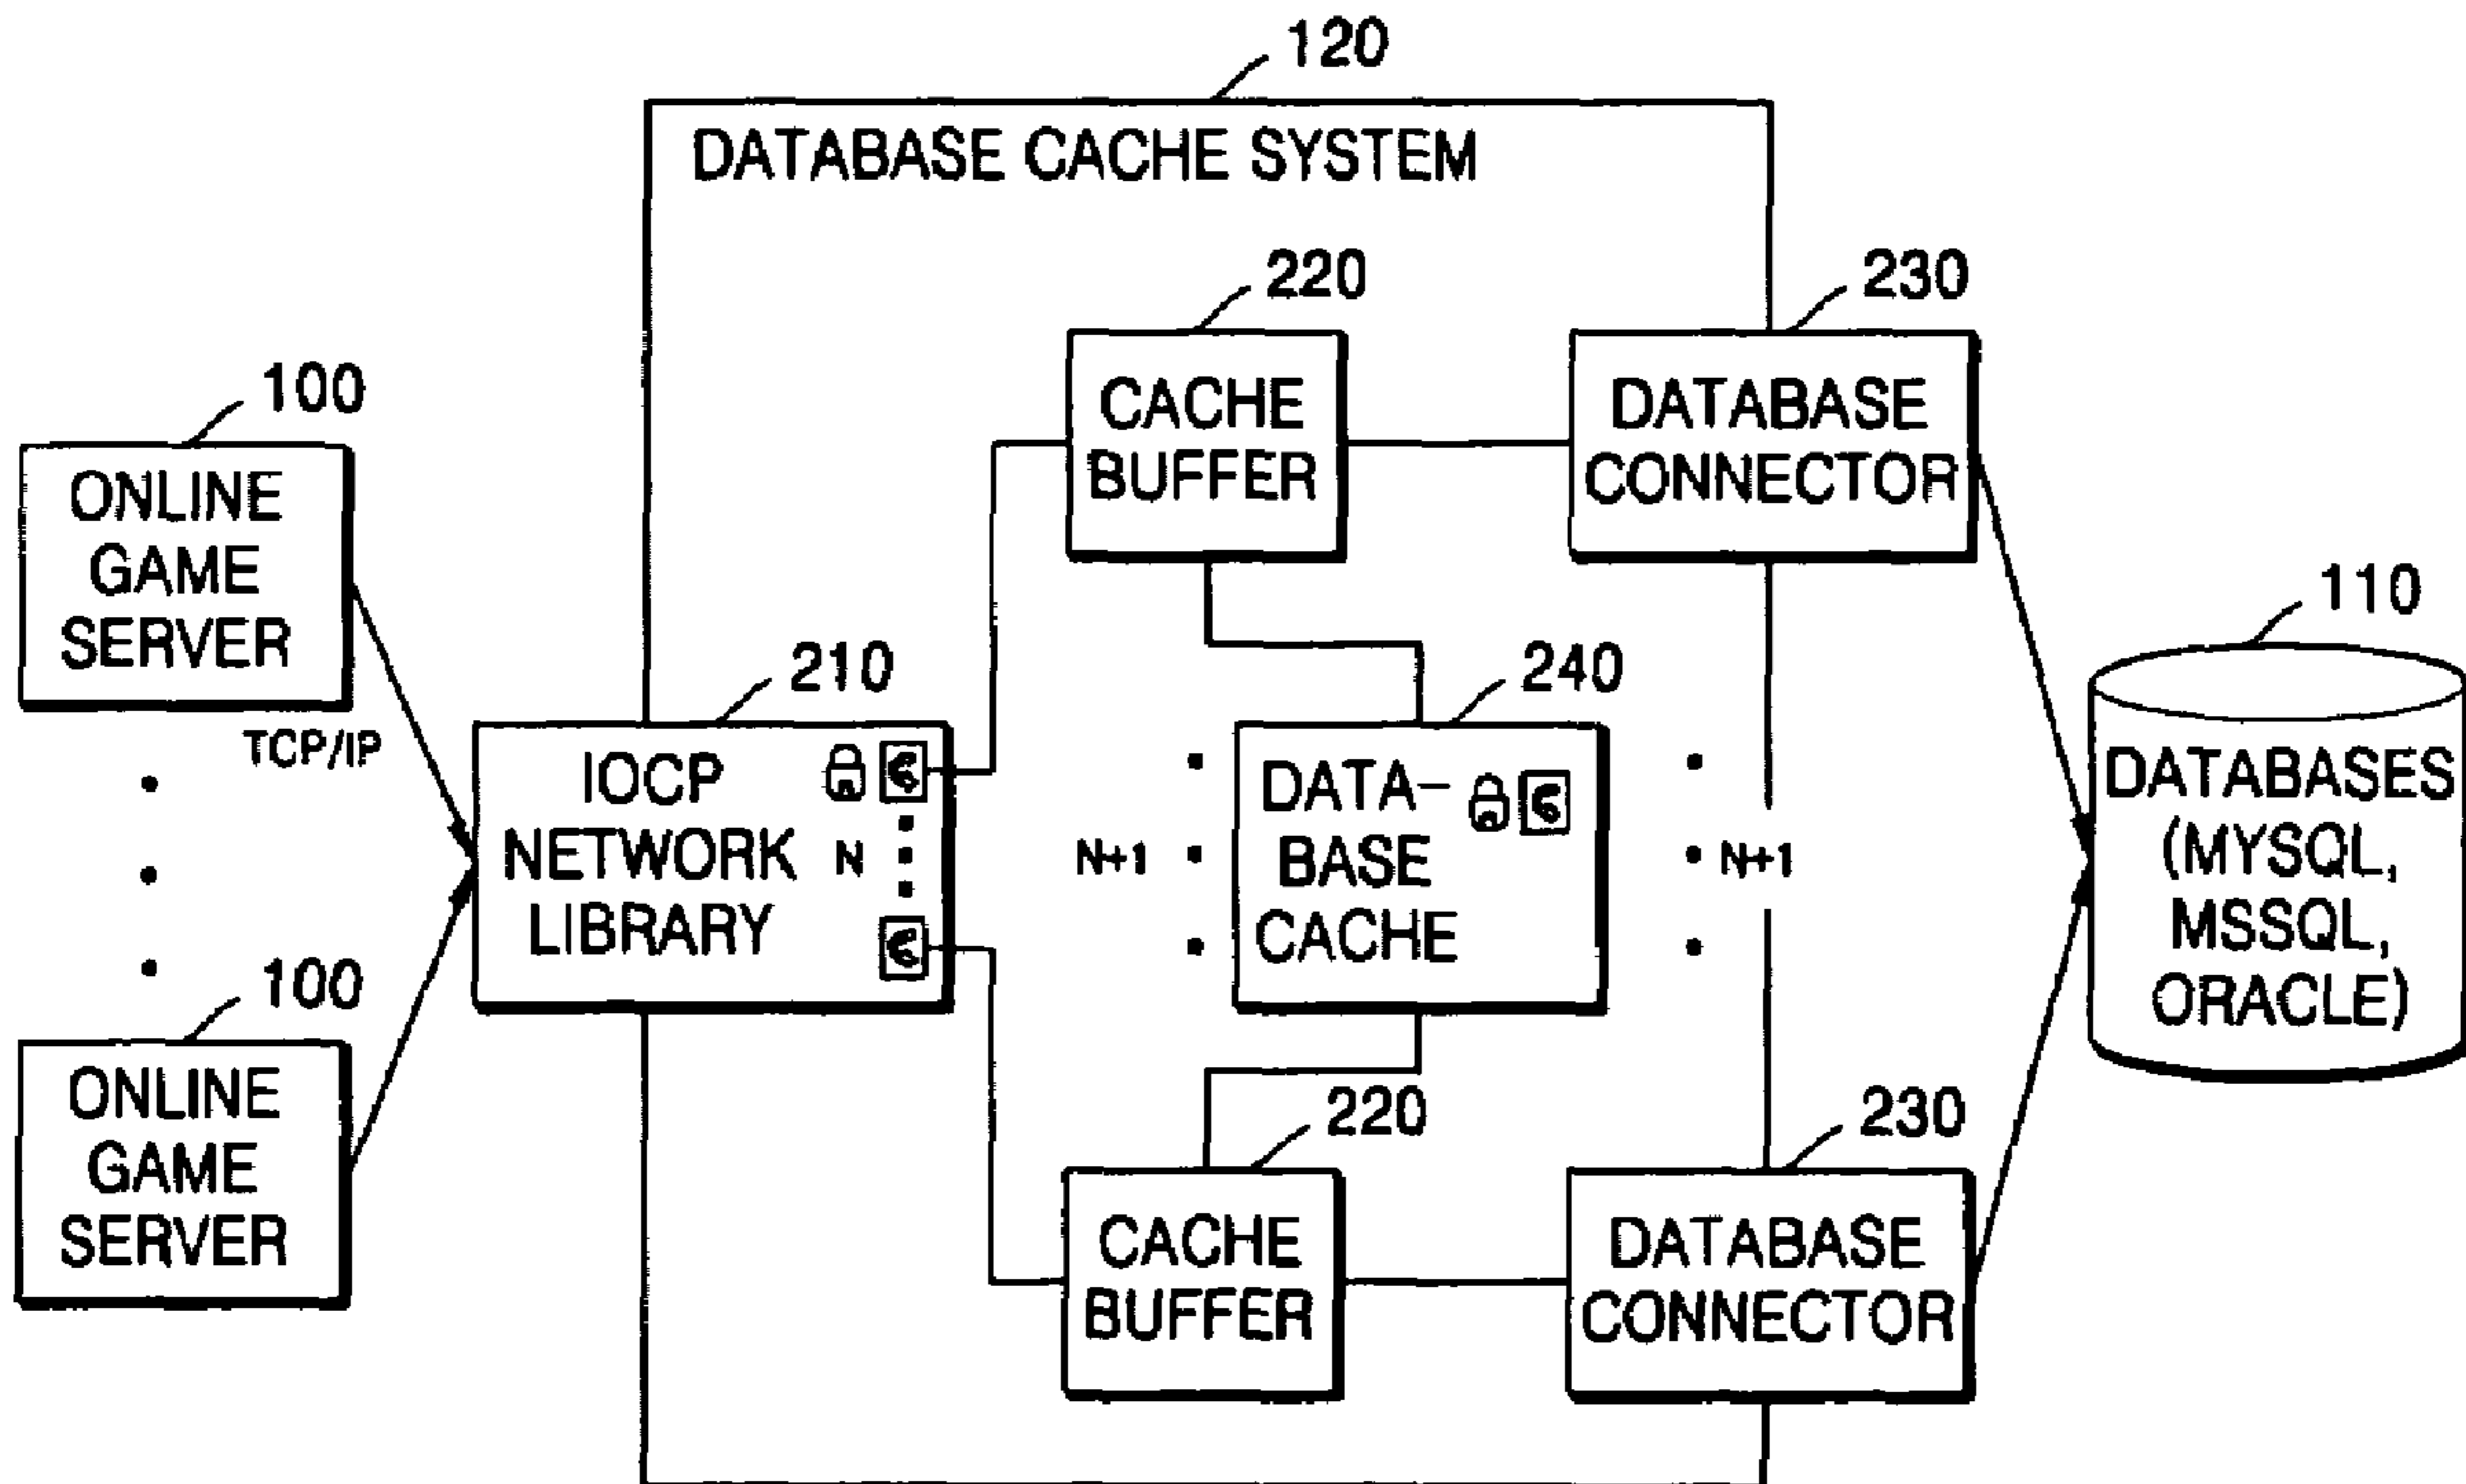 120
DATABASE CACHE SYSTEM
220
230
100
CACHE
BUFFER
DATABASE
CONNECTOR
ONLINE
GAME
SERVER
110
TCP/IP
210
240
IOCP
NETWORK
LIBRARY
N
N+1
DATA-
BASE
CACHE
N+1
DATABASES
(MYSQL,
MSSQL,
ORACLE)
100
ONLINE
GAME
SERVER
220
230
CACHE
BUFFER
DATABASE
CONNECTOR